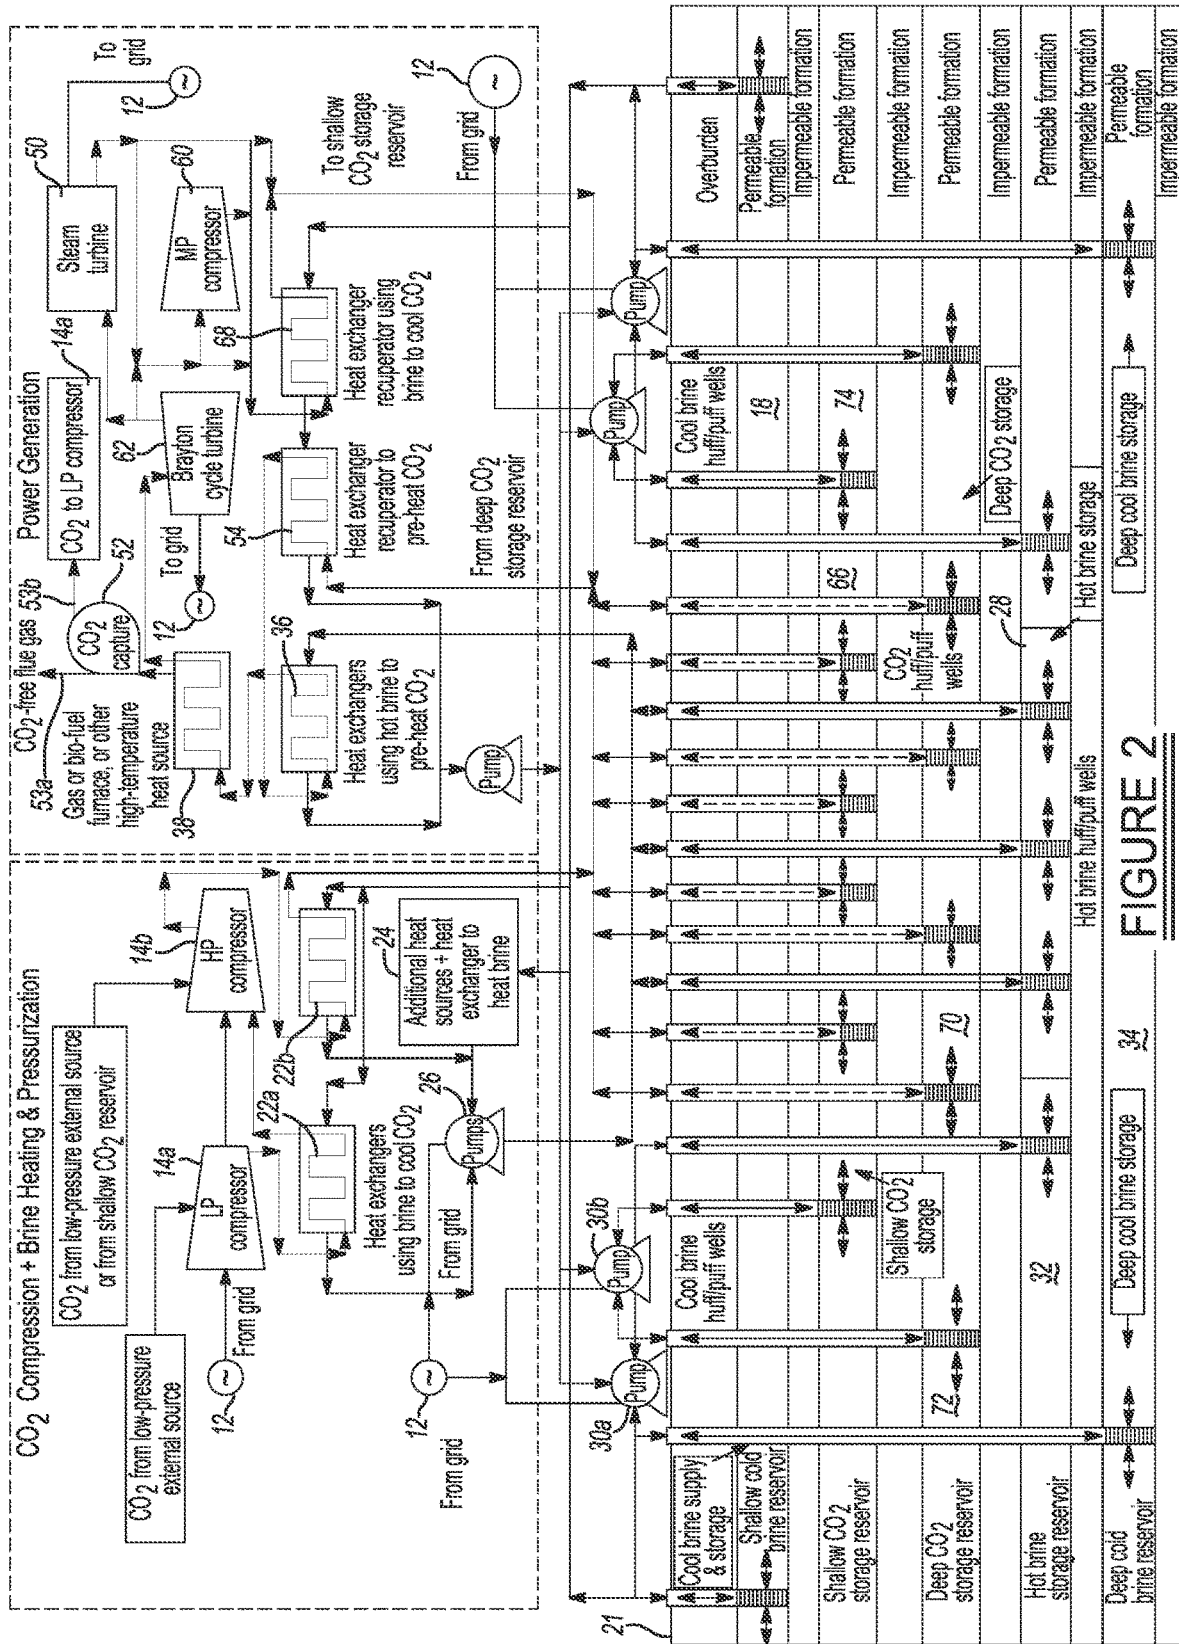 CO2 Compression + Brine Heating & Pressurization
CO2 from low-pressure
external source
CO2 from low-pressure external source
or from shallow CO2 reservoir
12
From grid
LP
compressor
14a
HP
compressor
14b
22a
22b
Heat exchangers
using brine to cool CO2
24
Additional heat
sources + heat
exchanger to
heat brine
From grid
12
From grid
Pumps
26
Power Generation
CO2-free flue gas
53a
53b
Gas or bio-fuel
furnace, or other
high-temperature
heat source
38
CO2
capture
52
CO2 to LP compressor
14a
12
To grid
62
Brayton
cycle turbine
Steam
turbine
50
MP
compressor
60
12
To
grid
36
Heat exchangers
using hot brine to
pre-heat CO2
54
Heat exchanger
recuperator to
pre-heat CO2
68
Heat exchanger
recuperator using
brine to cool CO2
To shallow
CO2 storage
reservoir
Pump
From deep CO2
storage reservoir
From grid
12
21
30a
Pump
30b
Pump
Pump
Pump
Cool brine supply
& storage
Cool brine
huff/puff wells
Cool brine
huff/puff wells
Overburden
Shallow cold
brine reservoir
18
Permeable
formation
Impermeable formation
Shallow CO2
storage reservoir
66
74
Permeable formation
Shallow CO2
storage
CO2
huff/puff
wells
Impermeable formation
Deep CO2
storage reservoir
72
70
Permeable formation
Deep CO2 storage
Impermeable formation
Hot brine
storage reservoir
32
28
Permeable formation
Hot brine huff/puff wells
Hot brine storage
Impermeable formation
Deep cold
brine reservoir
Deep cool brine storage
34
Deep cool brine storage
Permeable
formation
Impermeable formation
FIGURE 2